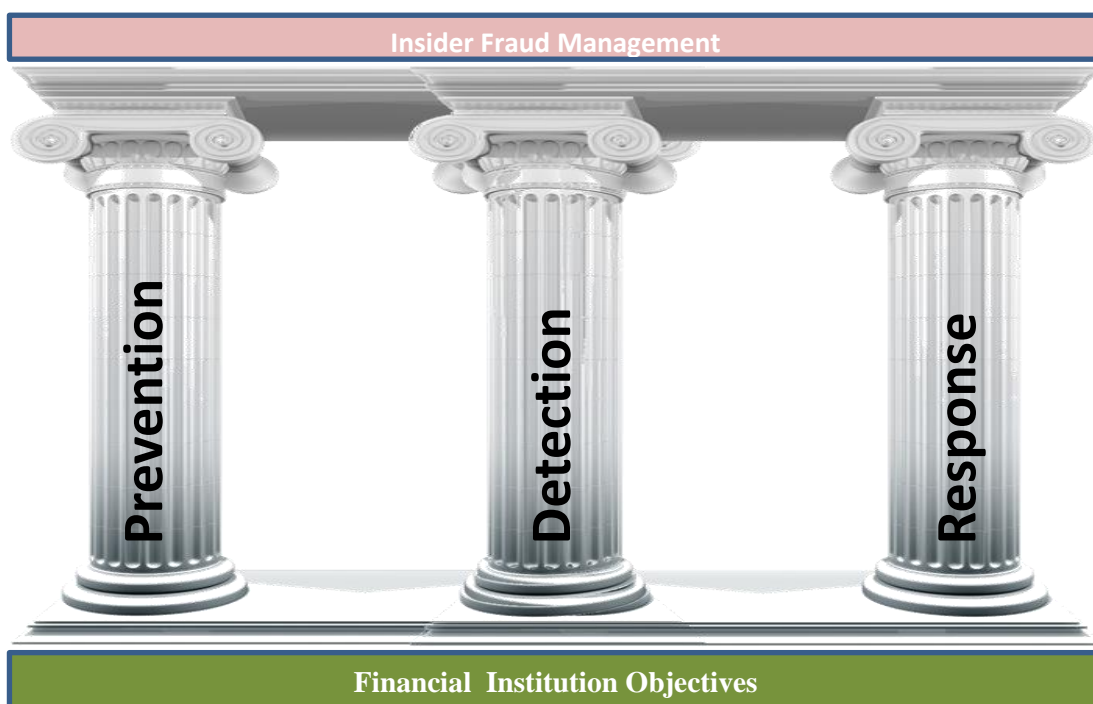 Insider Fraud Management
Prevention
Detection
Response
Financial  Institution Objectives